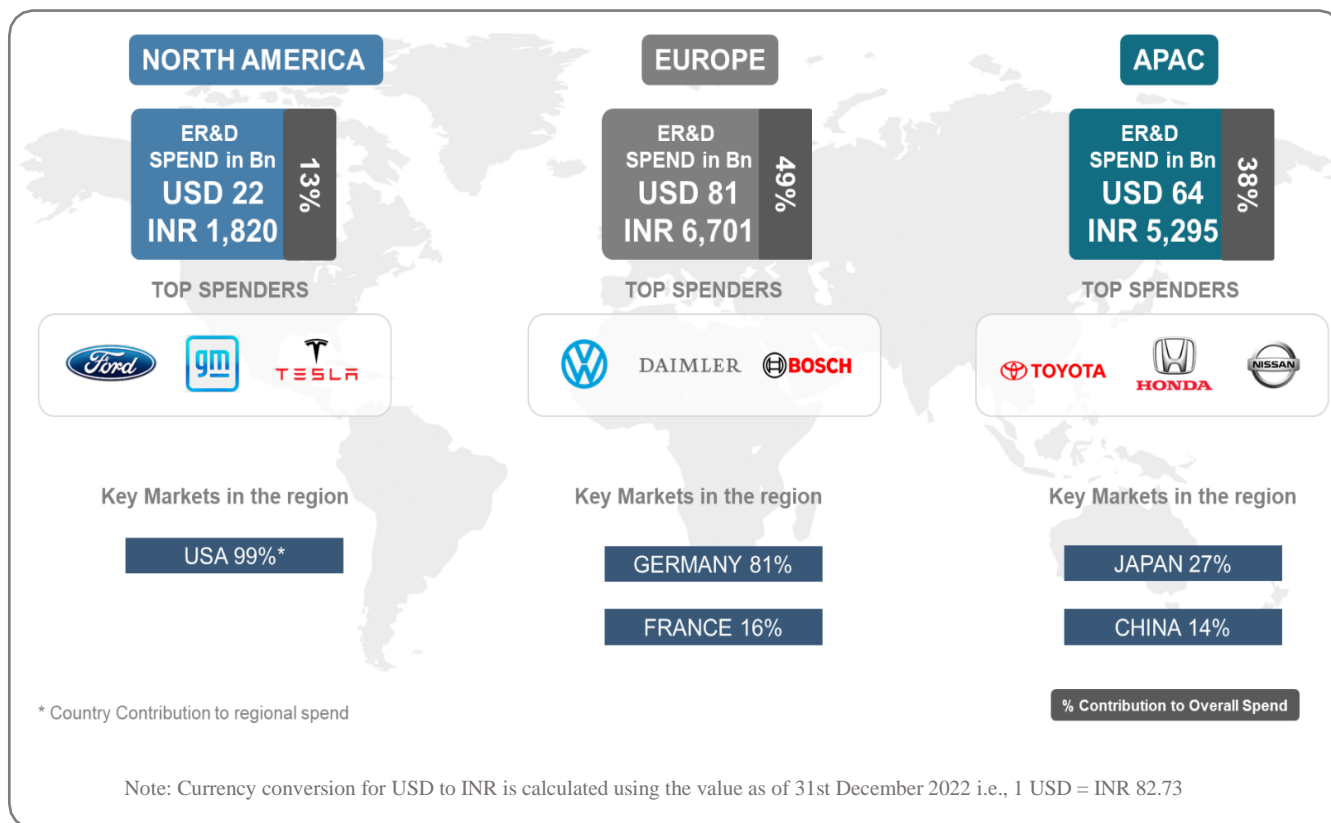 NORTH AMERICA
ER&D
SPEND in Bn
USD 22
INR 1,820
13%
TOP SPENDERS
Ford
gm
TESLA
Key Markets in the region
USA 99%*
EUROPE
ER&D
SPEND in Bn
USD 81
INR 6,701
49%
TOP SPENDERS
VW
DAIMLER
BOSCH
Key Markets in the region
GERMANY 81%
FRANCE 16%
APAC
ER&D
SPEND in Bn
USD 64
INR 5,295
38%
TOP SPENDERS
TOYOTA
HONDA
NISSAN
Key Markets in the region
JAPAN 27%
CHINA 14%
* Country Contribution to regional spend
% Contribution to Overall Spend
Note: Currency conversion for USD to INR is calculated using the value as of 31st December 2022 i.e., 1 USD = INR 82.73